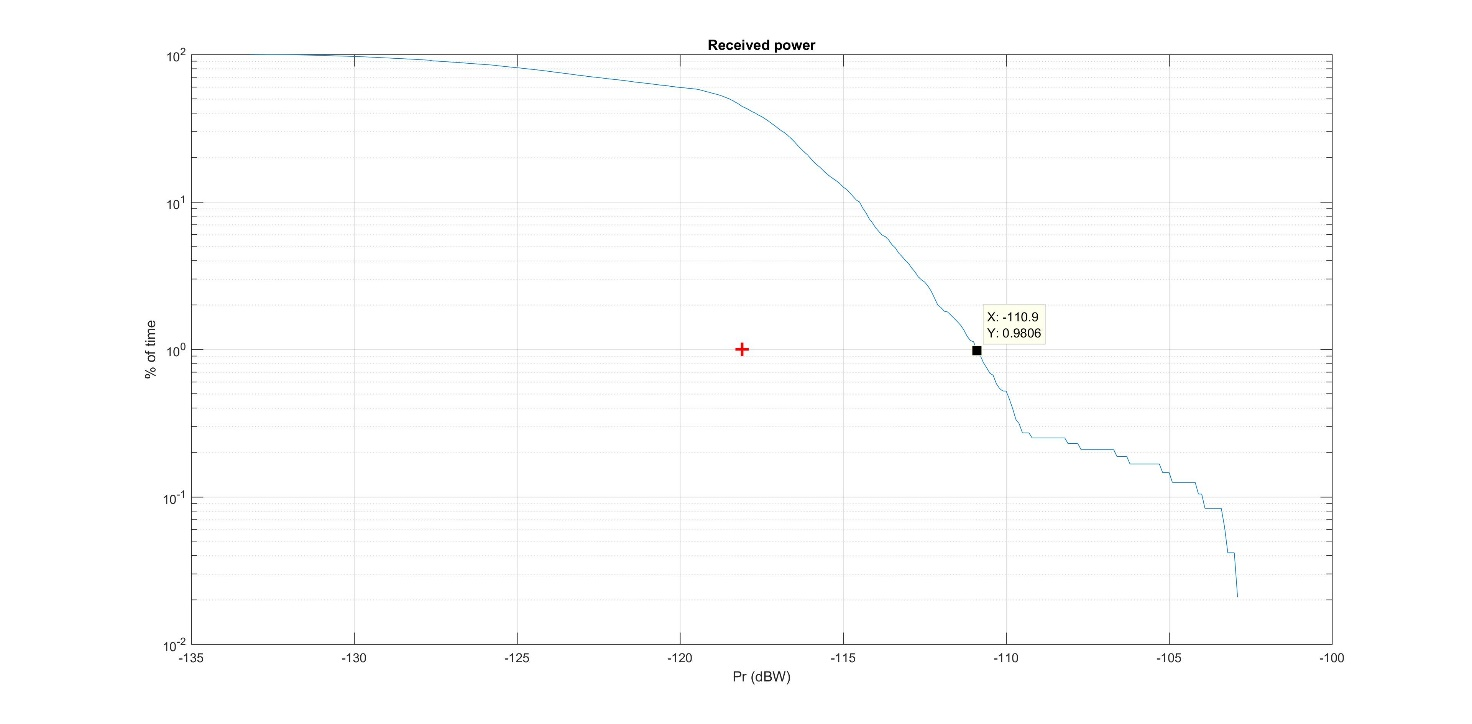 Received power
10^2
10^1
10^0
10^-1
10^-2
% of time
X: -110.9
Y: 0.9806
-135 -130 -125 -120 -115 -110 -105 -100
Pr (dBW)